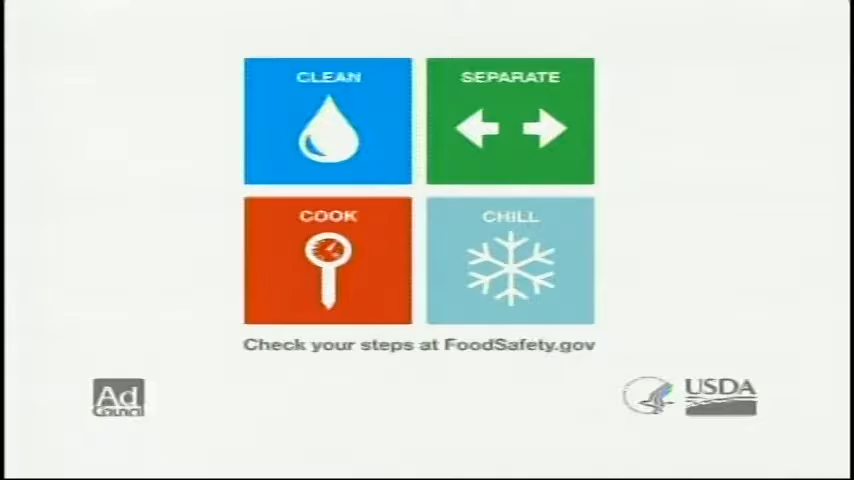 CLEAN
SEPARATE
COOK
CHILL
Check your steps at FoodSafety.gov
Ad
Council
USDA